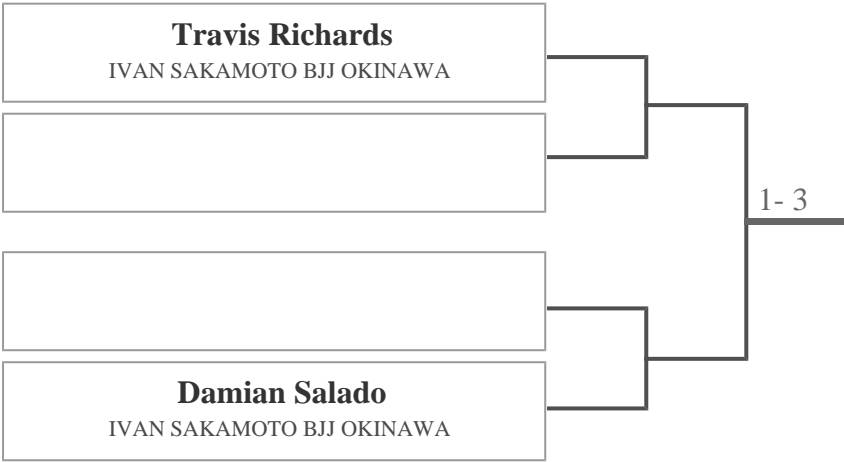 Travis Richards
IVAN SAKAMOTO BJJ OKINAWA
1- 3
Damian Salado
IVAN SAKAMOTO BJJ OKINAWA